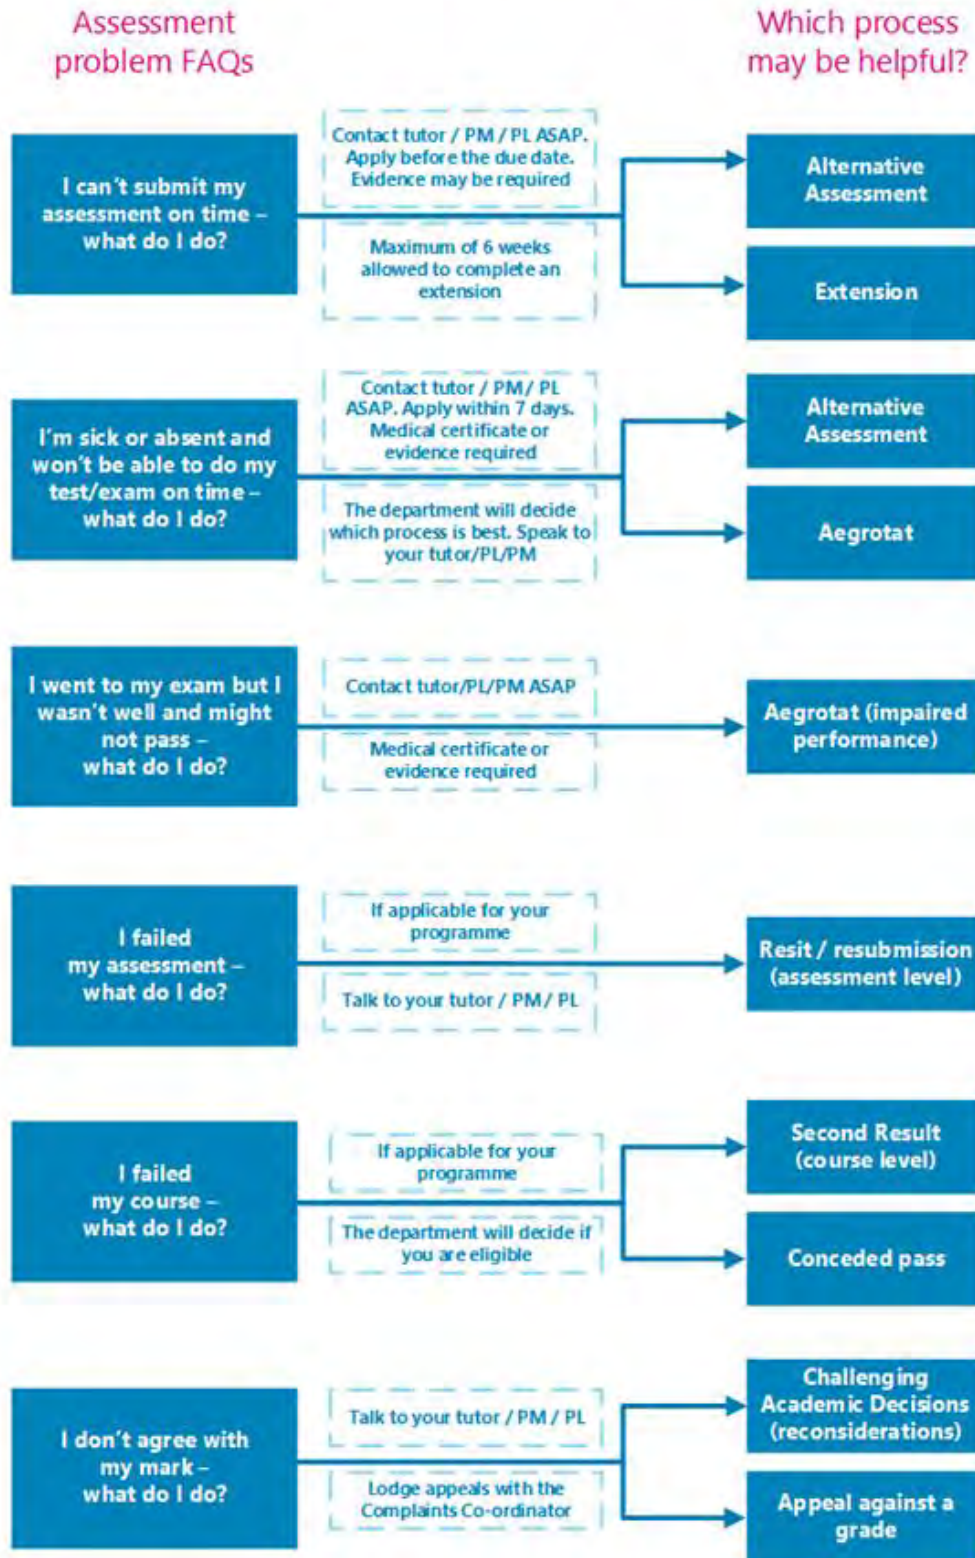 Assessment
problem FAQs
Which process
may be helpful?
I can't submit my
assessment on time –
what do I do?
Contact tutor / PM / PL ASAP.
Apply before the due date.
Evidence may be required
Maximum of 6 weeks
allowed to complete an
extension
Alternative
Assessment
Extension
I'm sick or absent and
won't be able to do my
test/exam on time –
what do I do?
Contact tutor / PM / PL
ASAP. Apply within 7 days.
Medical certificate or
evidence required
The department will decide
which process is best. Speak to
your tutor/PL/PM
Alternative
Assessment
Aegrotat
I went to my exam but I
wasn't well and might
not pass –
what do I do?
Contact tutor/PL/PM ASAP
Medical certificate or
evidence required
Aegrotat (impaired
performance)
I failed
my assessment –
what do I do?
If applicable for your
programme
Talk to your tutor / PM / PL
Resit / resubmission
(assessment level)
I failed
my course –
what do I do?
If applicable for your
programme
The department will decide if
you are eligible
Second Result
(course level)
Conceded pass
I don't agree with
my mark –
what do I do?
Talk to your tutor / PM / PL
Lodge appeals with the
Complaints Co-ordinator
Challenging
Academic Decisions
(reconsiderations)
Appeal against a
grade